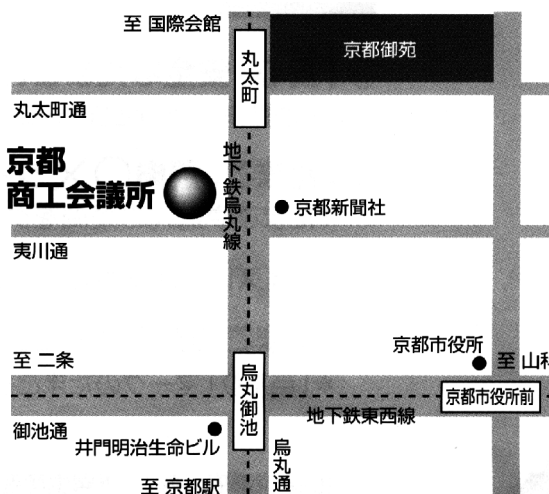 至 国際会館
丸太町
京都御苑
丸太町通
京都
商工会議所
地下鉄烏丸線
京都新聞社
夷川通
至 二条
烏丸御池
京都市役所
至 山科
京都市役所前
地下鉄東西線
御池通
井門明治生命ビル
烏丸通
至 京都駅